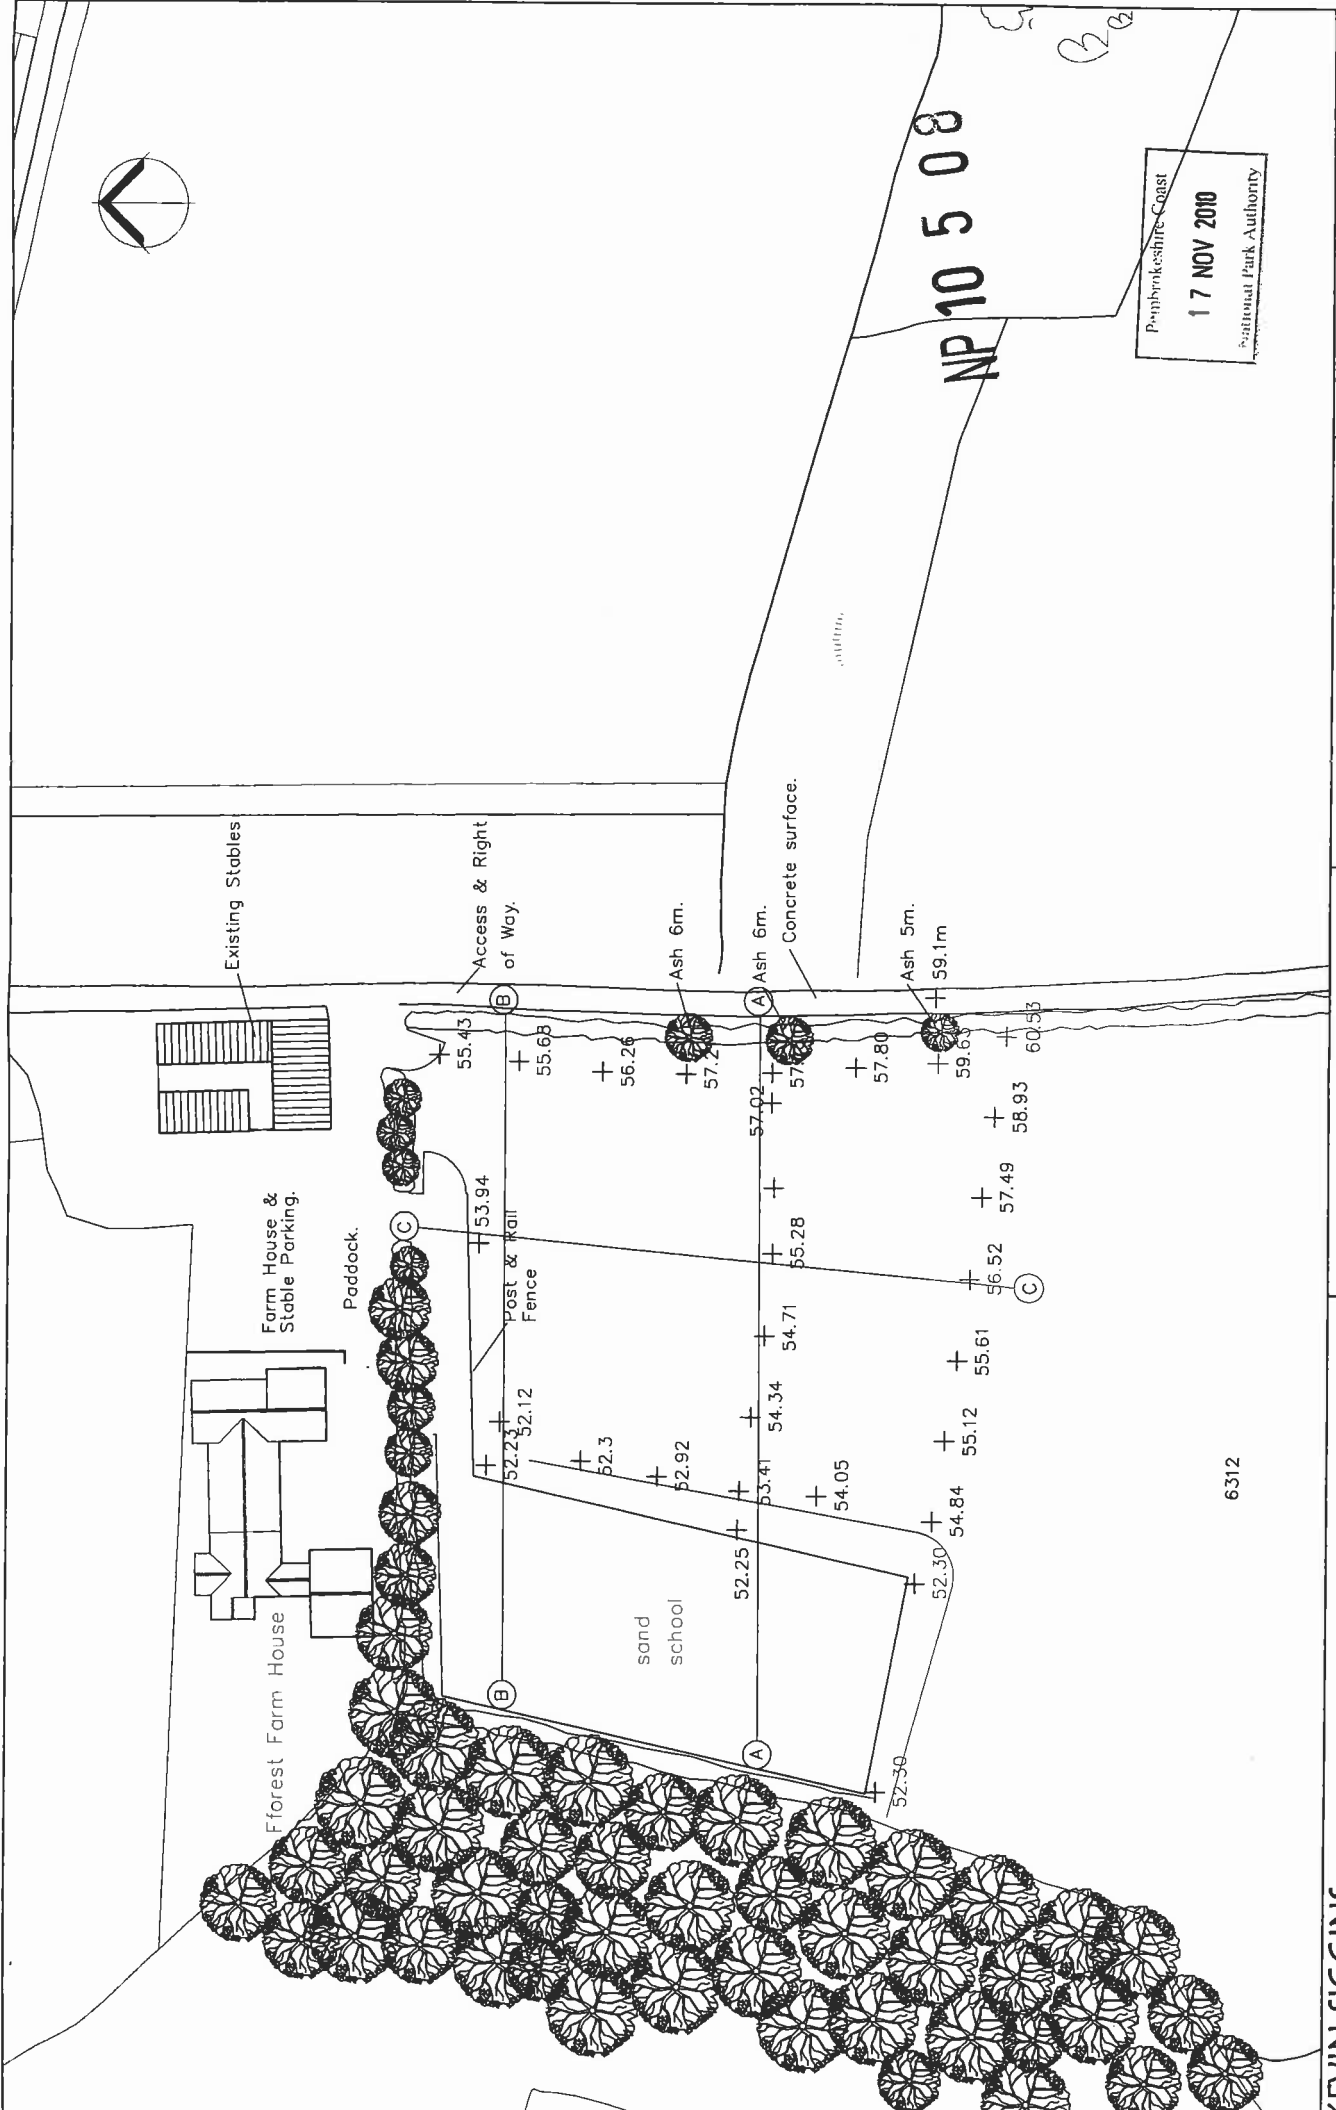 Existing Stables
Farm House &
Stable Parking.
Paddock.
Fforest Farm House
Access & Right
of Way.
B
B
C
C
A
A
Ash 6m.
Ash 6m.
Concrete surface.
Ash 5m.
59.1m
55.43
55.68
56.26
57.2
57.
57.80
59.63
60.53
57.02
58.93
57.49
53.94
Post & Rail
Fence
55.28
56.52
54.71
55.61
54.34
55.12
52.12
52.23
52.3
52.92
53.41
54.05
54.84
52.25
52.30
52.30
sand
school
6312
NP 10 5 08
Pembrokeshire Coast
17 NOV 2010
National Park Authority